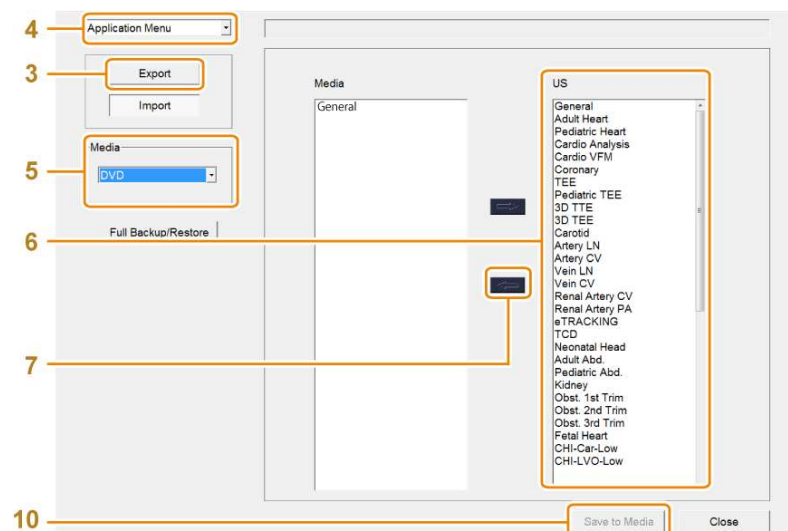 4
Application Menu
3
Export
Import
Media
5
DVD
6
Full Backup/Restore
7
10
Media
General
US
General
Adult Heart
Pediatric Heart
Cardio Analysis
Cardio VFM
Coronary
TEE
Pediatric TEE
3D TTE
3D TEE
Carotid
Artery LN
Artery CV
Vein LN
Vein CV
Renal Artery CV
Renal Artery PA
eTRACKING
TCD
Neonatal Head
Adult Abd.
Pediatric Abd.
Kidney
Obst. 1st Trim
Obst. 2nd Trim
Obst. 3rd Trim
Fetal Heart
CHI-Car-Low
CHI-LVO-Low
Save to Media
Close